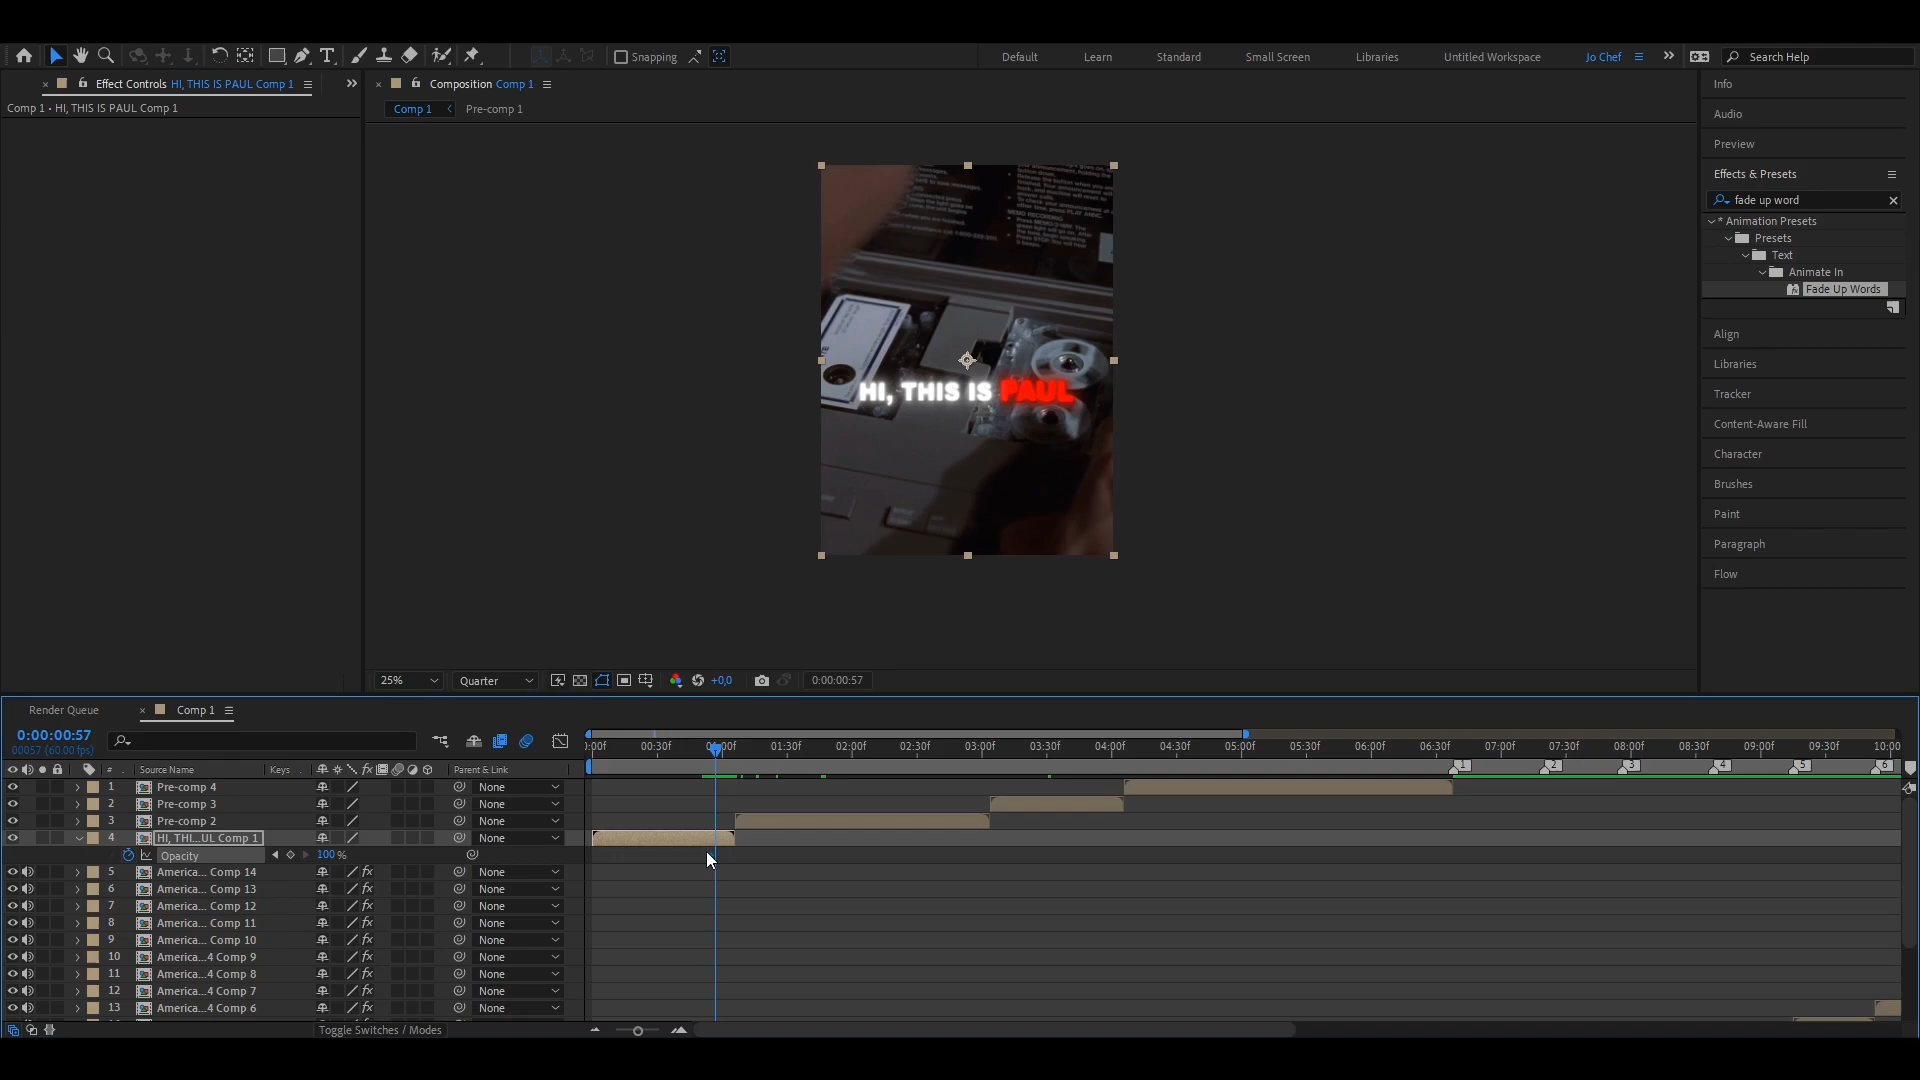 Snapping
Default
Learn
Standard
Small Screen
Libraries
Untitled Workspace
Jo Chef
Search Help
Effect Controls HI, THIS IS PAUL Comp 1
Comp 1 • HI, THIS IS PAUL Comp 1
Composition Comp 1
Comp 1
Pre-comp 1
HI, THIS IS PAUL
25%
Quarter
+0,0
0:00:00:57
Info
Audio
Preview
Effects & Presets
fade up word
* Animation Presets
Presets
Text
Animate In
Fade Up Words
Align
Libraries
Tracker
Content-Aware Fill
Character
Brushes
Paint
Paragraph
Flow
Render Queue
Comp 1
0:00:00:57
00057 (60.00 fps)
:00f 00:30f 01:00f 01:30f 02:00f 02:30f 03:00f 03:30f 04:00f 04:30f 05:00f 05:30f 06:00f 06:30f 07:00f 07:30f 08:00f 08:30f 09:00f 09:30f 10:00
1 2 3 4 5 6
# Source Name Keys Parent & Link
1 Pre-comp 4 None
2 Pre-comp 3 None
3 Pre-comp 2 None
4 HI, THI...UL Comp 1 None
Opacity 100 %
5 America... Comp 14 None
6 America... Comp 13 None
7 America... Comp 12 None
8 America... Comp 11 None
9 America... Comp 10 None
10 America...4 Comp 9 None
11 America...4 Comp 8 None
12 America...4 Comp 7 None
13 America...4 Comp 6 None
Toggle Switches / Modes